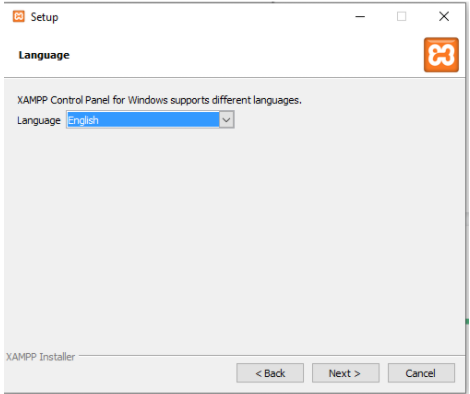 Setup
Language
XAMPP Control Panel for Windows supports different languages.
Language English
XAMPP Installer
< Back Next > Cancel